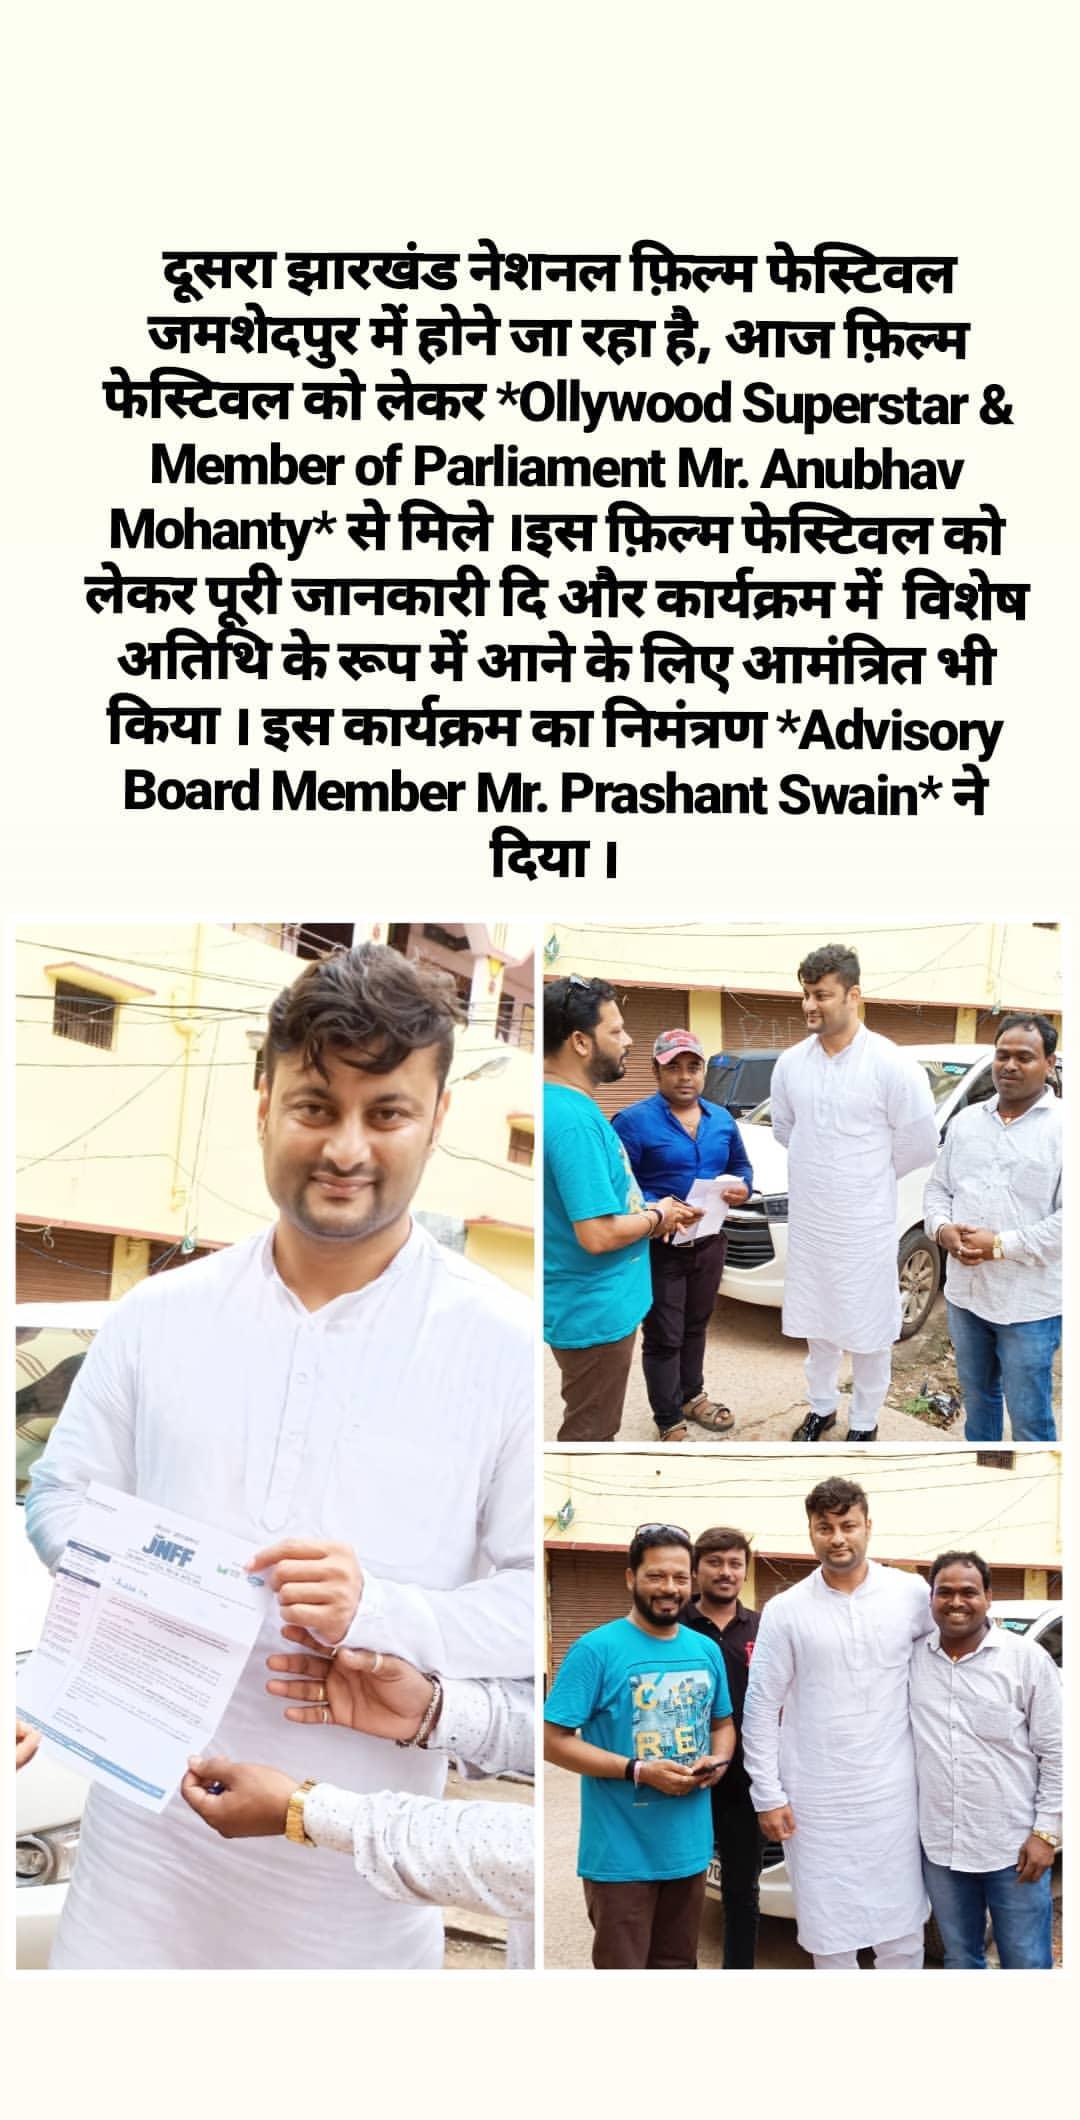 दूसरा झारखंड नेशनल फ़िल्म फेस्टिवल
जमशेदपुर में होने जा रहा है, आज फ़िल्म
फेस्टिवल को लेकर *Ollywood Superstar &
Member of Parliament Mr. Anubhav
Mohanty* से मिले ।इस फ़िल्म फेस्टिवल को
लेकर पूरी जानकारी दि और कार्यक्रम में विशेष
अतिथि के रूप में आने के लिए आमंत्रित भी
किया । इस कार्यक्रम का निमंत्रण *Advisory
Board Member Mr. Prashant Swain* ने
दिया ।
JNFF